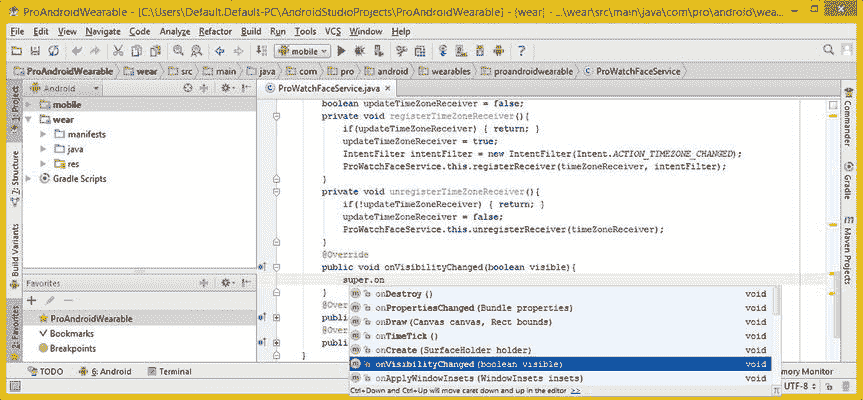 ProAndroidWearable - [C:\Users\Default.Default-PC\AndroidStudioProjects\ProAndroidWearable] - [wear] - ...\wear\src\main\java\com\pro\android\wea...
File Edit View Navigate Code Analyze Refactor Build Run Tools VCS Window Help
mobile
ProAndroidWearable wear src main java com pro android wearables proandroidwearable ProWatchFaceService
1: Project
7: Structure
Build Variants
2: Favorites
Android
mobile
wear
manifests
java
res
Gradle Scripts
Favorites
ProAndroidWearable
Bookmarks
Breakpoints
ProWatchFaceService.java
boolean updateTimeZoneReceiver = false;
private void registerTimeZoneReceiver(){
if(updateTimeZoneReceiver) { return; }
updateTimeZoneReceiver = true;
IntentFilter intentFilter = new IntentFilter(Intent.ACTION_TIMEZONE_CHANGED);
ProWatchFaceService.this.registerReceiver(timeZoneReceiver, intentFilter);
}
private void unregisterTimeZoneReceiver(){
if(!updateTimeZoneReceiver) { return; }
updateTimeZoneReceiver = false;
ProWatchFaceService.this.unregisterReceiver(timeZoneReceiver);
}
@Override
public void onVisibilityChanged(boolean visible){
super.on
}
@Over
publi
@Over
publi
}
onDestroy() void
onPropertiesChanged(Bundle properties) void
onDraw(Canvas canvas, Rect bounds) void
onTimeTick() void
onCreate(SurfaceHolder holder) void
onVisibilityChanged(boolean visible) void
onApplyWindowInsets(WindowInsets insets) void
Ctrl+Down and Ctrl+Up will move caret down and up in the editor >>
Commander
Gradle
Maven Projects
TODO 6: Android Terminal
mory Monitor
UTF-8